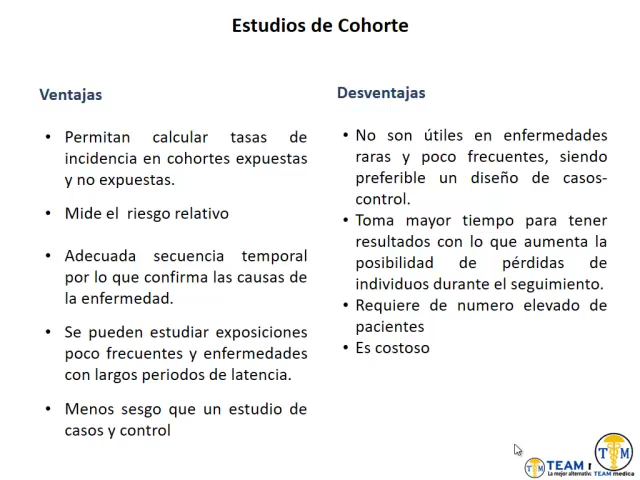 Estudios de Cohorte
Ventajas
• Permitan calcular tasas de
incidencia en cohortes expuestas
y no expuestas.
• Mide el riesgo relativo
• Adecuada secuencia temporal
por lo que confirma las causas de
la enfermedad.
• Se pueden estudiar exposiciones
poco frecuentes y enfermedades
con largos periodos de latencia.
• Menos sesgo que un estudio de
casos y control
Desventajas
• No son útiles en enfermedades
raras y poco frecuentes, siendo
preferible un diseño de casos-
control.
• Toma mayor tiempo para tener
resultados con lo que aumenta la
posibilidad de pérdidas de
individuos durante el seguimiento.
• Requiere de numero elevado de
pacientes
• Es costoso
TM
TEAM
La mejor alternativ
TM
TEAM medica